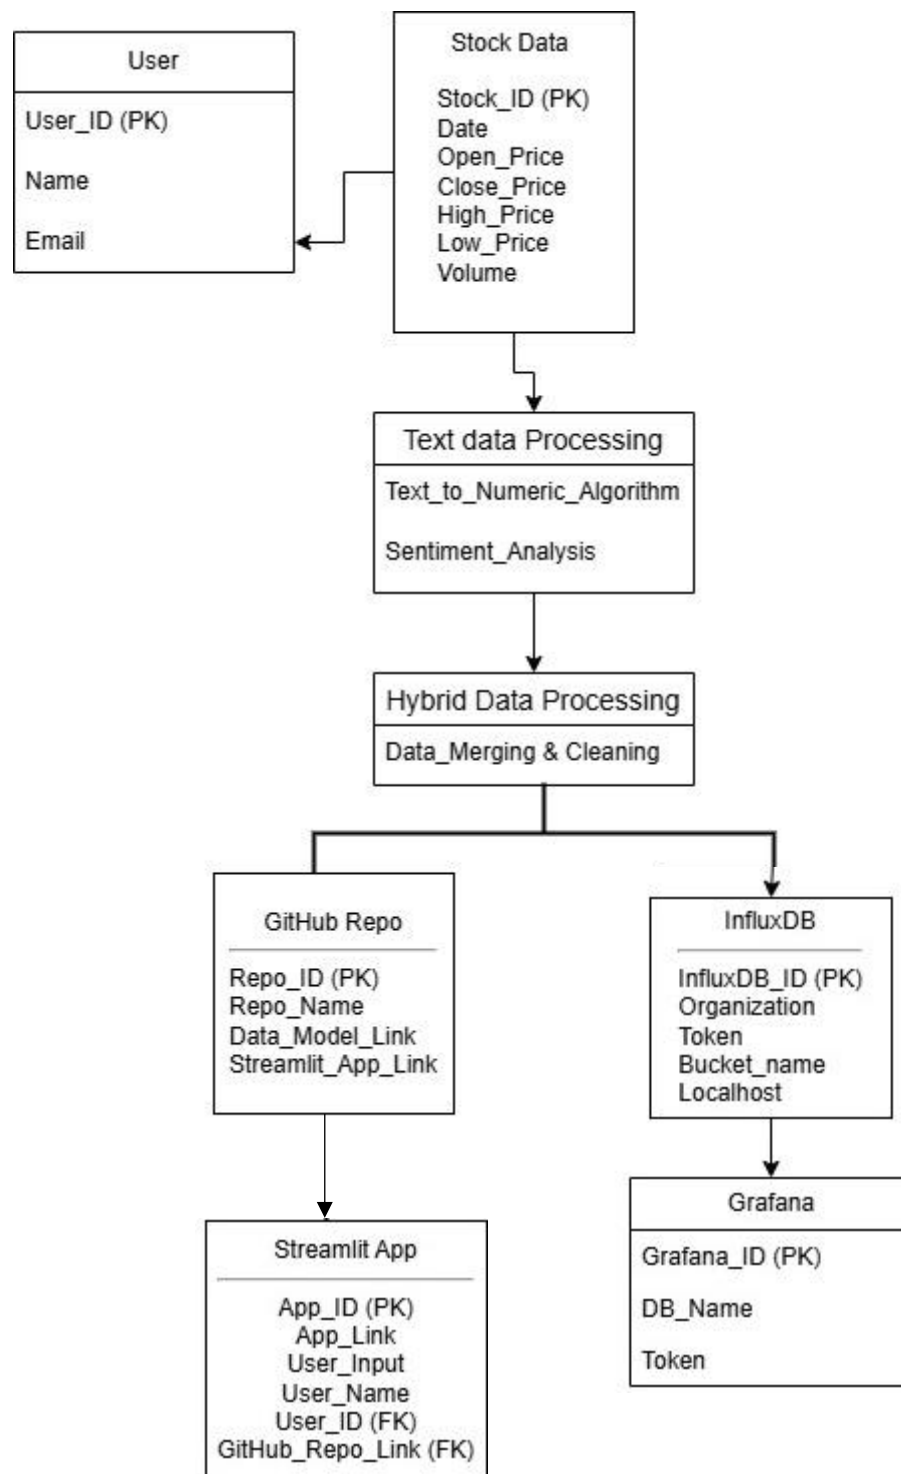 User
User_ID (PK)
Name
Email
Stock Data
Stock_ID (PK)
Date
Open_Price
Close_Price
High_Price
Low_Price
Volume
Text data Processing
Text_to_Numeric_Algorithm
Sentiment_Analysis
Hybrid Data Processing
Data_Merging & Cleaning
GitHub Repo
Repo_ID (PK)
Repo_Name
Data_Model_Link
Streamlit_App_Link
InfluxDB
InfluxDB_ID (PK)
Organization
Token
Bucket_name
Localhost
Streamlit App
App_ID (PK)
App_Link
User_Input
User_Name
User_ID (FK)
GitHub_Repo_Link (FK)
Grafana
Grafana_ID (PK)
DB_Name
Token